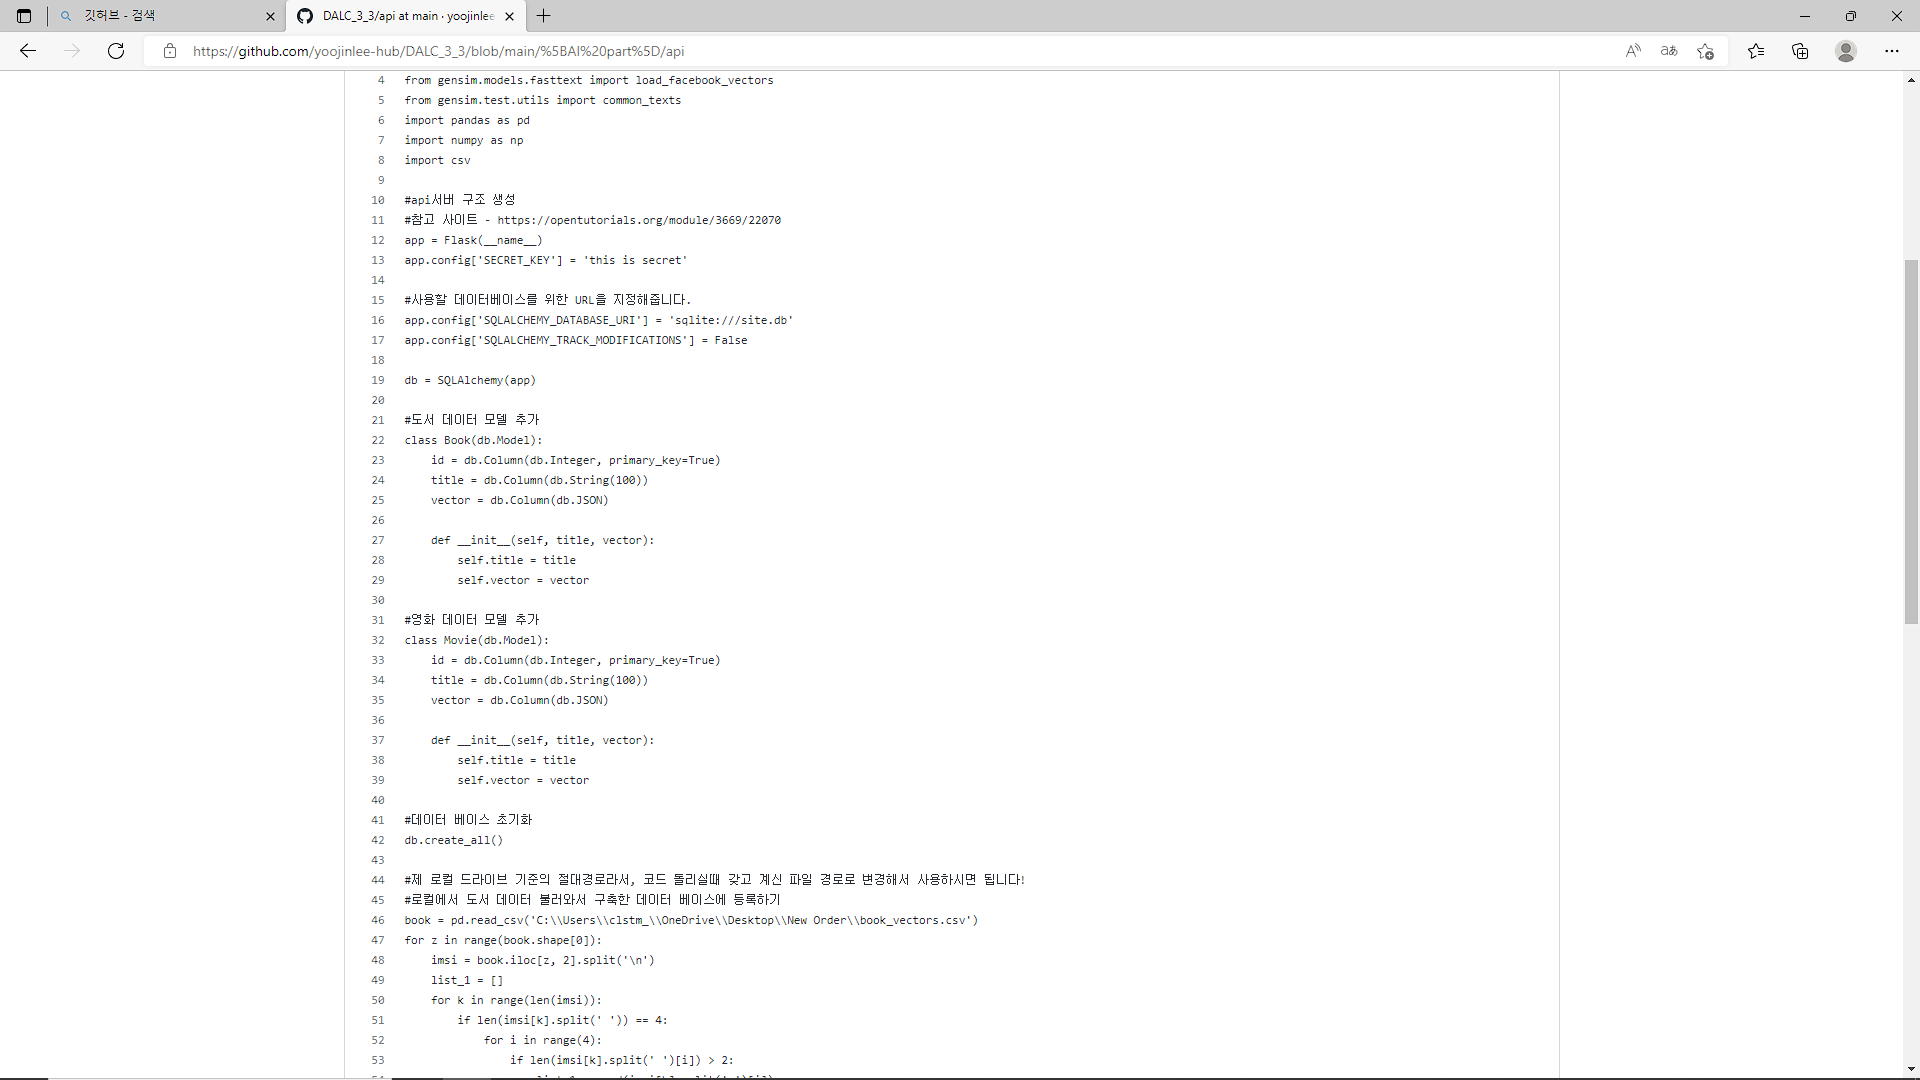 깃허브 - 검색
DALC_3_3/api at main · yoojinlee
https://github.com/yoojinlee-hub/DALC_3_3/blob/main/%5BAI%20part%5D/api
4 from gensim.models.fasttext import load_facebook_vectors
5 from gensim.test.utils import common_texts
6 import pandas as pd
7 import numpy as np
8 import csv
9
10 #api서버 구조 생성
11 #참고 사이트 - https://opentutorials.org/module/3669/22070
12 app = Flask(__name__)
13 app.config['SECRET_KEY'] = 'this is secret'
14
15 #사용할 데이터베이스를 위한 URL을 지정해줍니다.
16 app.config['SQLALCHEMY_DATABASE_URI'] = 'sqlite:///site.db'
17 app.config['SQLALCHEMY_TRACK_MODIFICATIONS'] = False
18
19 db = SQLAlchemy(app)
20
21 #도서 데이터 모델 추가
22 class Book(db.Model):
23 id = db.Column(db.Integer, primary_key=True)
24 title = db.Column(db.String(100))
25 vector = db.Column(db.JSON)
26
27 def __init__(self, title, vector):
28 self.title = title
29 self.vector = vector
30
31 #영화 데이터 모델 추가
32 class Movie(db.Model):
33 id = db.Column(db.Integer, primary_key=True)
34 title = db.Column(db.String(100))
35 vector = db.Column(db.JSON)
36
37 def __init__(self, title, vector):
38 self.title = title
39 self.vector = vector
40
41 #데이터 베이스 초기화
42 db.create_all()
43
44 #제 로컬 드라이브 기준의 절대경로라서, 코드 돌리실때 갖고 계신 파일 경로로 변경해서 사용하시면 됩니다!
45 #로컬에서 도서 데이터 불러와서 구축한 데이터 베이스에 등록하기
46 book = pd.read_csv('C:\\Users\\clstm_\\OneDrive\\Desktop\\New Order\\book_vectors.csv')
47 for z in range(book.shape[0]):
48 imsi = book.iloc[z, 2].split('\n')
49 list_1 = []
50 for k in range(len(imsi)):
51 if len(imsi[k].split(' ')) == 4:
52 for i in range(4):
53 if len(imsi[k].split(' ')[i]) > 2: